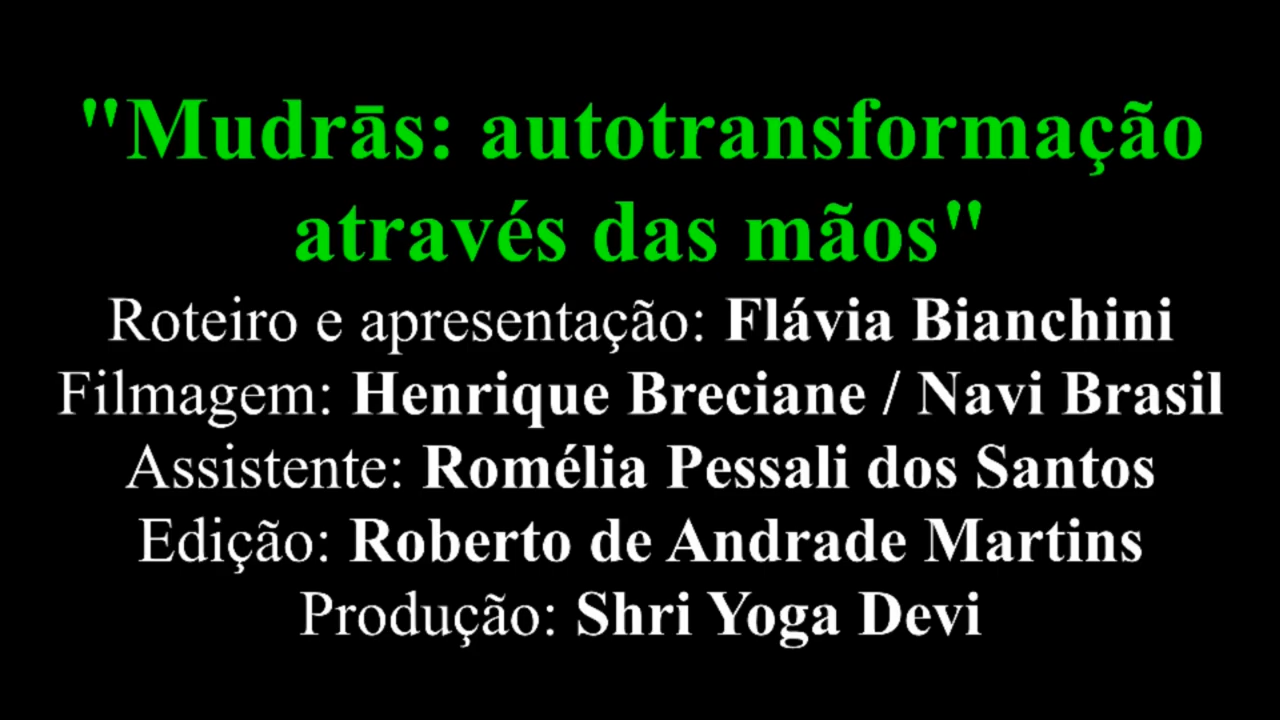 "Mudrās: autotransformação
através das mãos"
Roteiro e apresentação: Flávia Bianchini
Filmagem: Henrique Breciane / Navi Brasil
Assistente: Romélia Pessali dos Santos
Edição: Roberto de Andrade Martins
Produção: Shri Yoga Devi